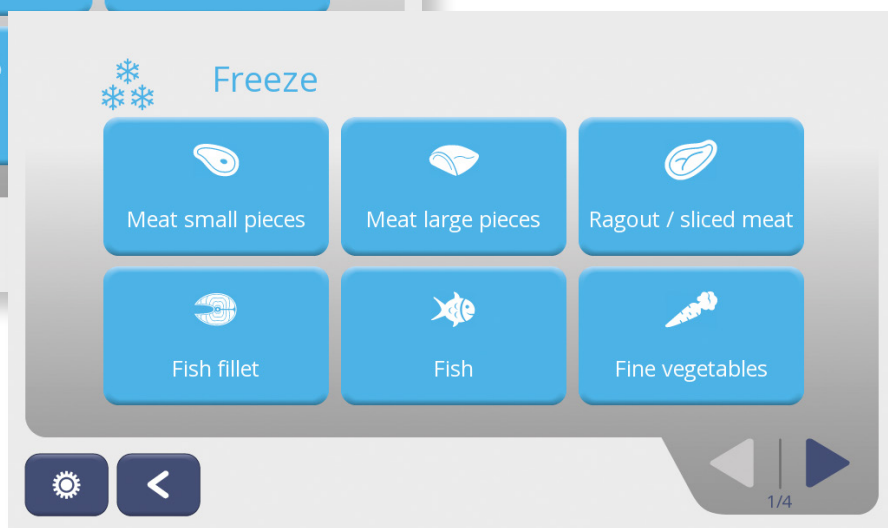 Freeze
Meat small pieces
Meat large pieces
Ragout / sliced meat
Fish fillet
Fish
Fine vegetables
1/4